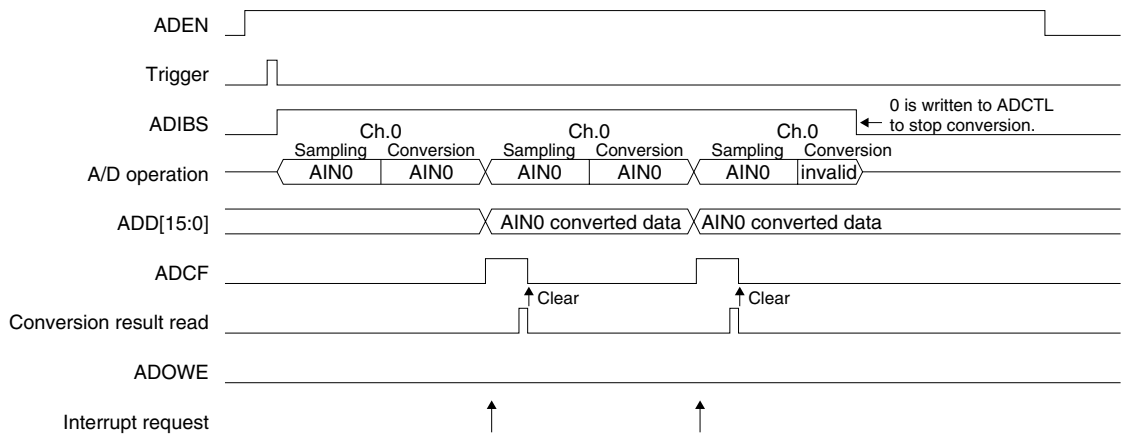 ADEN
Trigger
ADIBS
0 is written to ADCTL
to stop conversion.
Ch.0 Ch.0 Ch.0
Sampling Conversion Sampling Conversion Sampling Conversion
A/D operation AIN0 AIN0 AIN0 AIN0 AIN0 invalid
ADD[15:0] AIN0 converted data AIN0 converted data
ADCF
Clear Clear
Conversion result read
ADOWE
Interrupt request